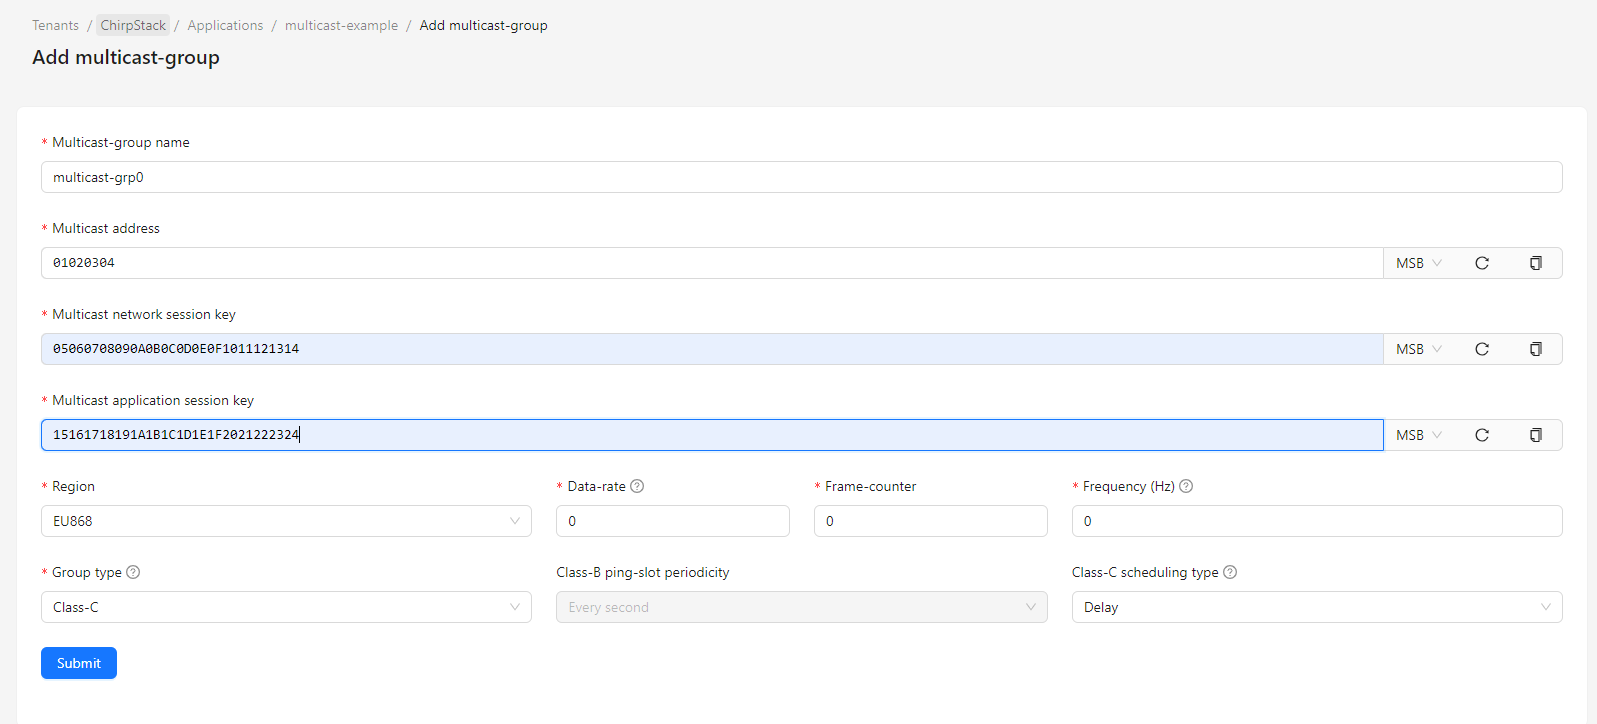 Tenants / ChirpStack / Applications / multicast-example / Add multicast-group
Add multicast-group
* Multicast-group name
multicast-grp0
* Multicast address
01020304 MSB
* Multicast network session key
05060708090A0B0C0D0E0F1011121314 MSB
* Multicast application session key
15161718191A1B1C1D1E1F2021222324 MSB
* Region * Data-rate * Frame-counter * Frequency (Hz)
EU868 0 0 0
* Group type Class-B ping-slot periodicity Class-C scheduling type
Class-C Every second Delay
Submit